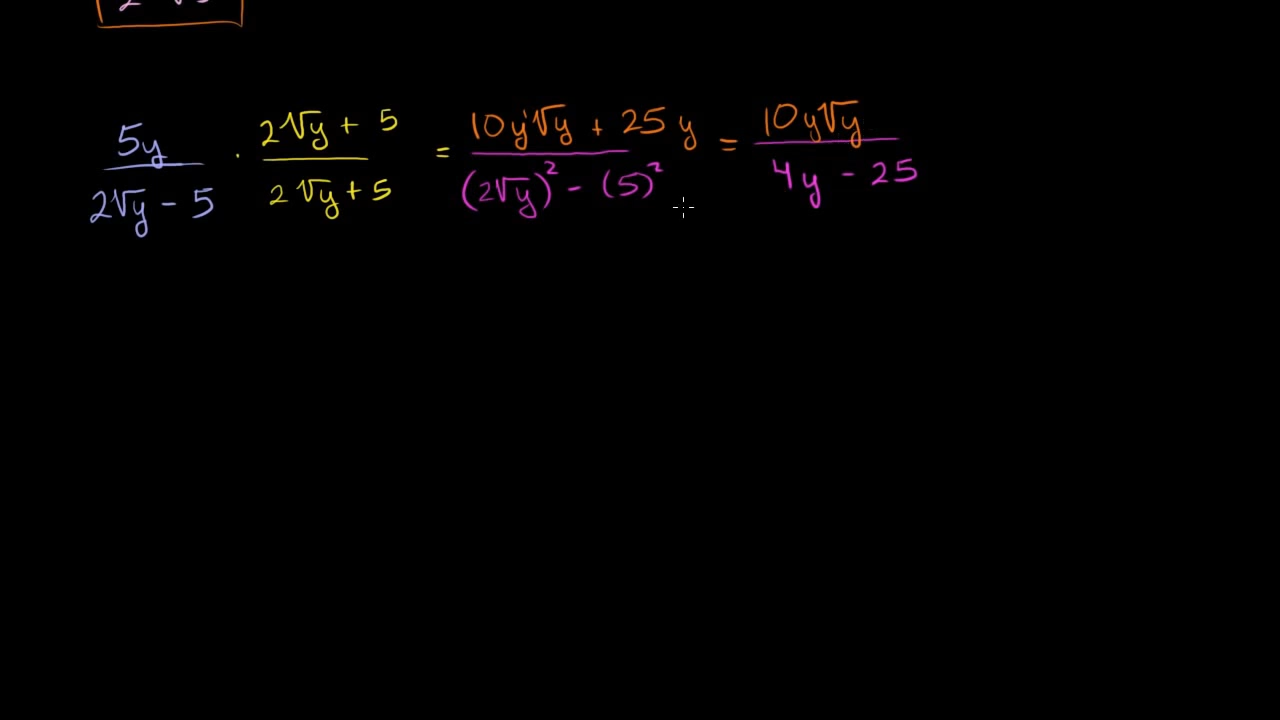 5y / (2√y - 5) · (2√y + 5) / (2√y + 5) = (10y√y + 25y) / ((2√y)² - (5)²) = 10y√y / (4y - 25)